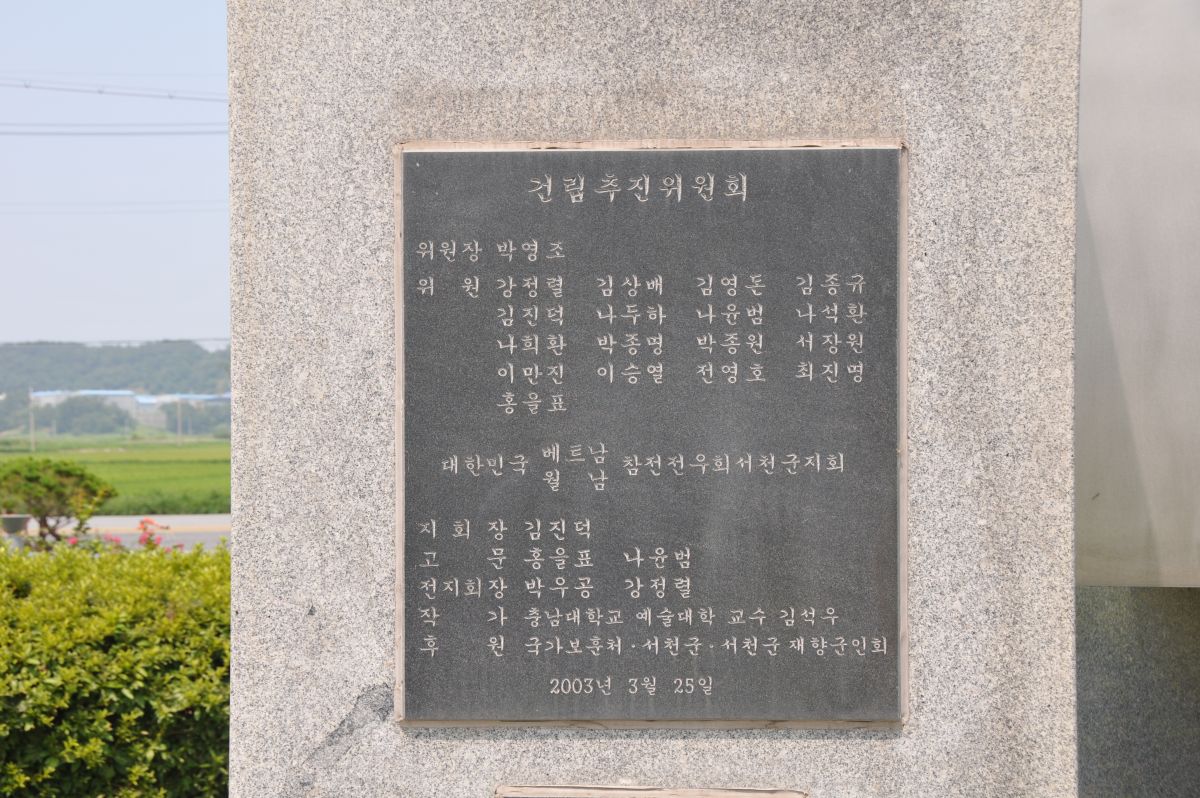 건립추진위원회
위원장 박영조
위 원 강정렬 김상배 김영돈 김종규
김진덕 나두하 나윤범 나석환
나희환 박종명 박종원 서장원
이만진 이승열 전영호 최진명
홍을표
대한민국 베트남 참전전우회서천군지회
월 남
지 회 장 김진덕
고 문 홍을표 나윤범
전지회장 박우공 강정렬
작 가 충남대학교 예술대학 교수 김석우
후 원 국가보훈처·서천군·서천군 재향군인회
2003년 3월 25일